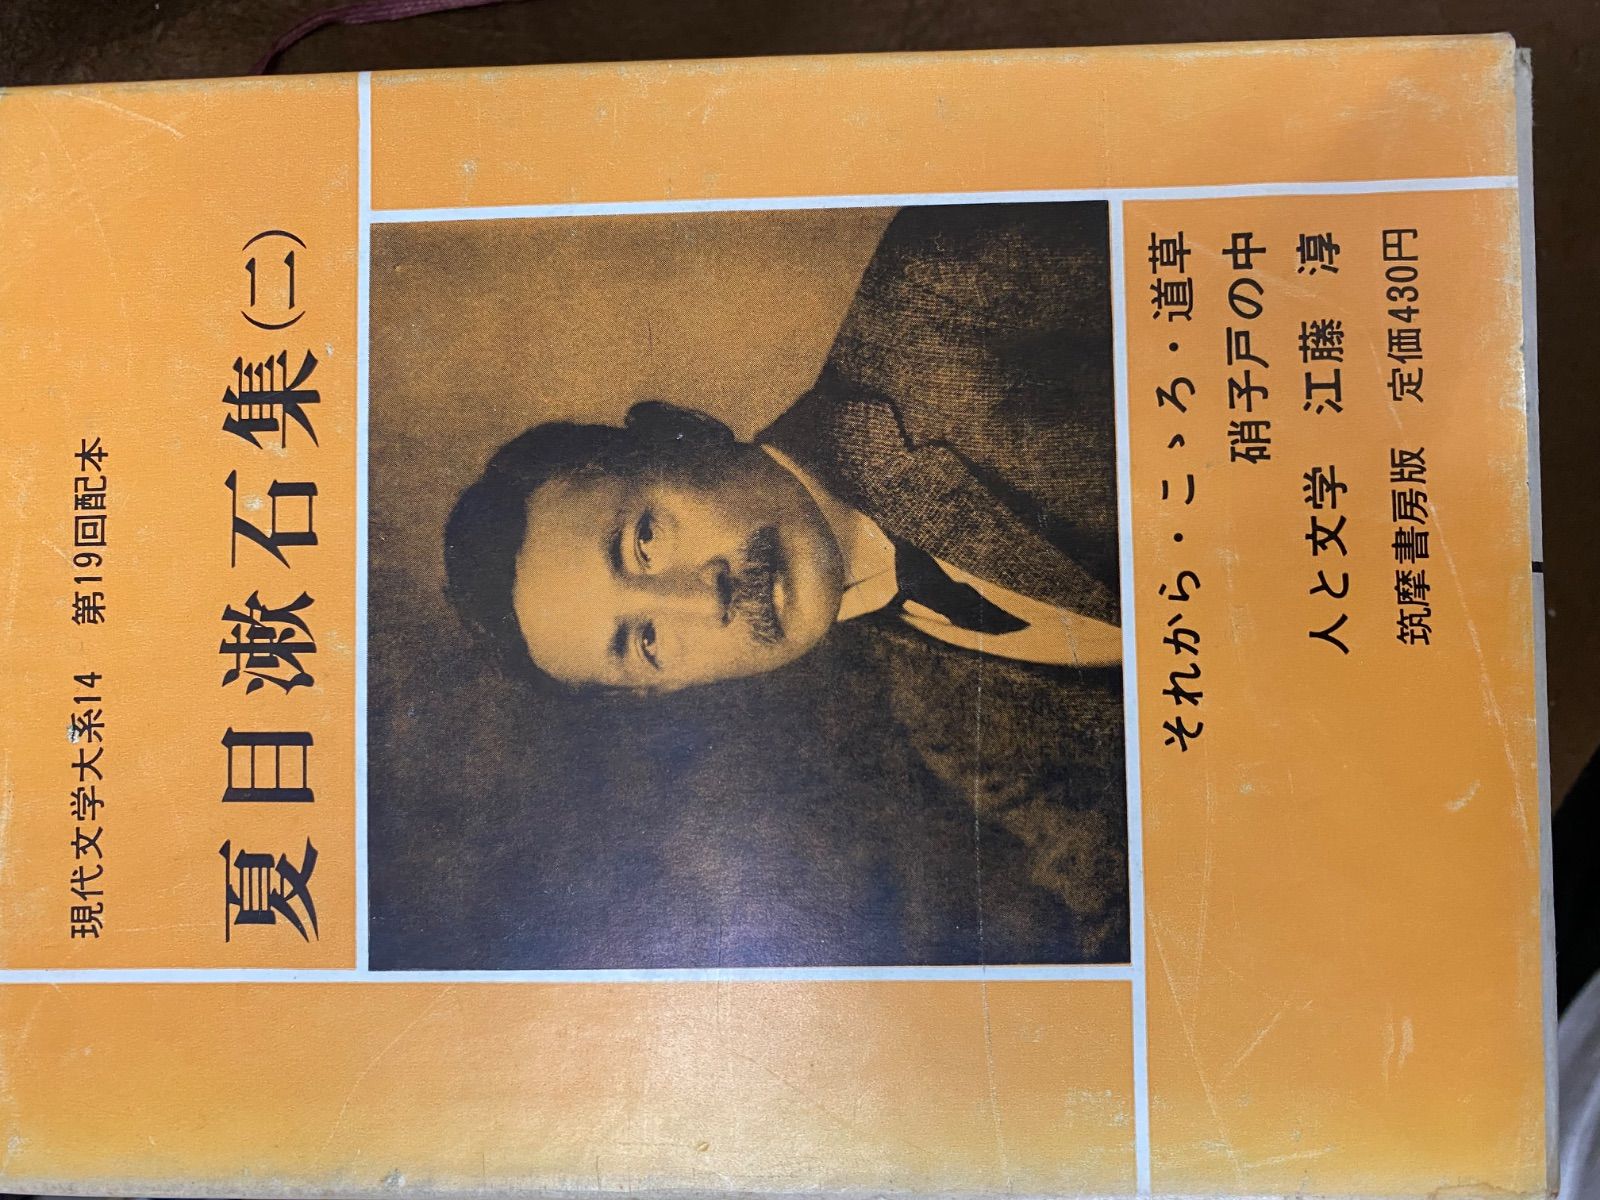 現代文学大系14 第19回配本
夏目漱石集(二)
それから・こゝろ・道草
硝子戸の中
人と文学 江藤 淳
筑摩書房版 定価430円